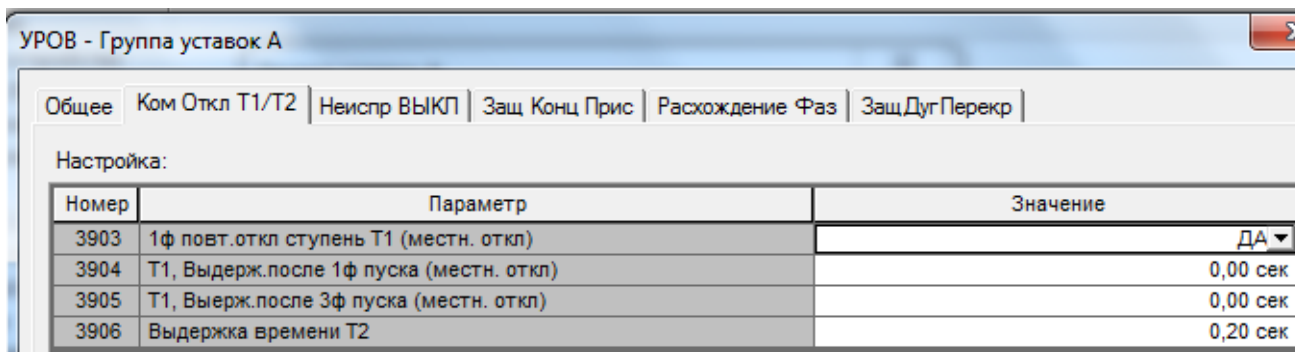 УРОВ - Группа уставок А
Общее Ком Откл Т1/Т2 Неиспр ВЫКЛ Защ Конц Прис Расхождение Фаз ЗащДугПерекр
Настройка:
Номер Параметр Значение
3903 1ф повт.откл ступень Т1 (местн. откл) ДА
3904 Т1, Выдерж.после 1ф пуска (местн. откл) 0,00 сек
3905 Т1, Выерж.после 3ф пуска (местн. откл) 0,00 сек
3906 Выдержка времени Т2 0,20 сек